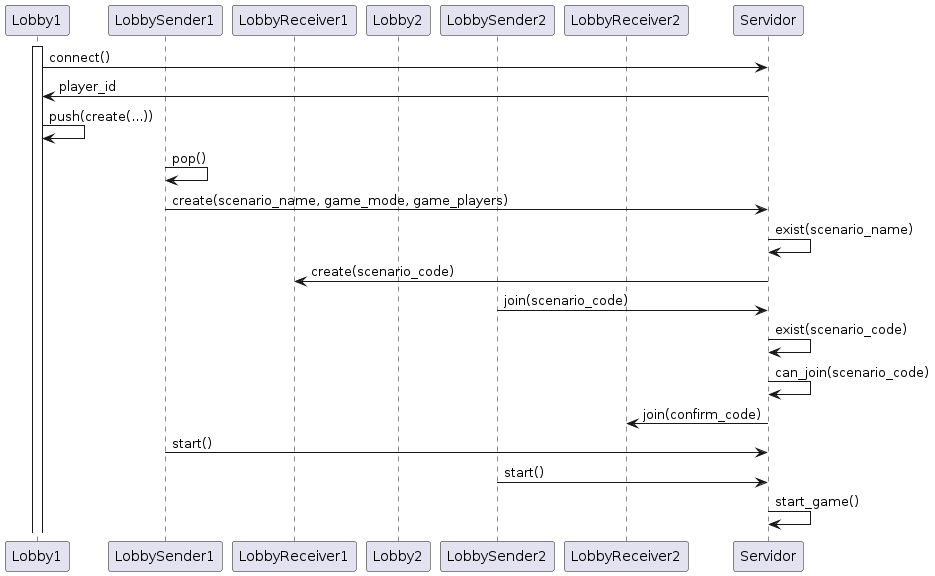 Lobby1 LobbySender1 LobbyReceiver1 Lobby2 LobbySender2 LobbyReceiver2 Servidor
connect()
player_id
push(create(...))
pop()
create(scenario_name, game_mode, game_players)
exist(scenario_name)
create(scenario_code)
join(scenario_code)
exist(scenario_code)
can_join(scenario_code)
join(confirm_code)
start()
start()
start_game()
Lobby1 LobbySender1 LobbyReceiver1 Lobby2 LobbySender2 LobbyReceiver2 Servidor